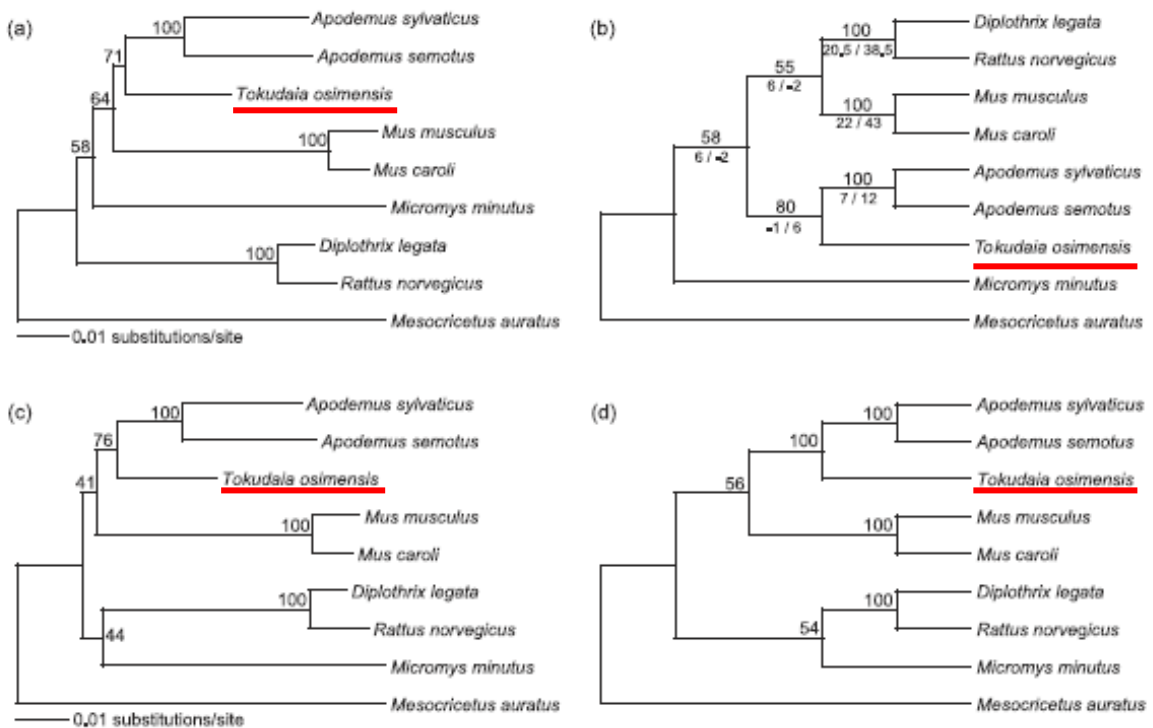 (a)
100
Apodemus sylvaticus
71
Apodemus semotus
64
Tokudaia osimensis
100
Mus musculus
58
Mus caroli
Micromys minutus
100
Diplothrix legata
Rattus norvegicus
Mesocricetus auratus
0.01 substitutions/site
(b)
100
Diplothrix legata
20.5 / 38.5
Rattus norvegicus
55
6 / -2
Mus musculus
100
22 / 43
Mus caroli
58
6 / -2
Apodemus sylvaticus
100
7 / 12
Apodemus semotus
80
-1 / 6
Tokudaia osimensis
Micromys minutus
Mesocricetus auratus
(c)
100
Apodemus sylvaticus
76
Apodemus semotus
41
Tokudaia osimensis
100
Mus musculus
Mus caroli
100
Diplothrix legata
Rattus norvegicus
44
Micromys minutus
Mesocricetus auratus
0.01 substitutions/site
(d)
100
Apodemus sylvaticus
100
Apodemus semotus
56
Tokudaia osimensis
100
Mus musculus
Mus caroli
100
Diplothrix legata
Rattus norvegicus
54
Micromys minutus
Mesocricetus auratus